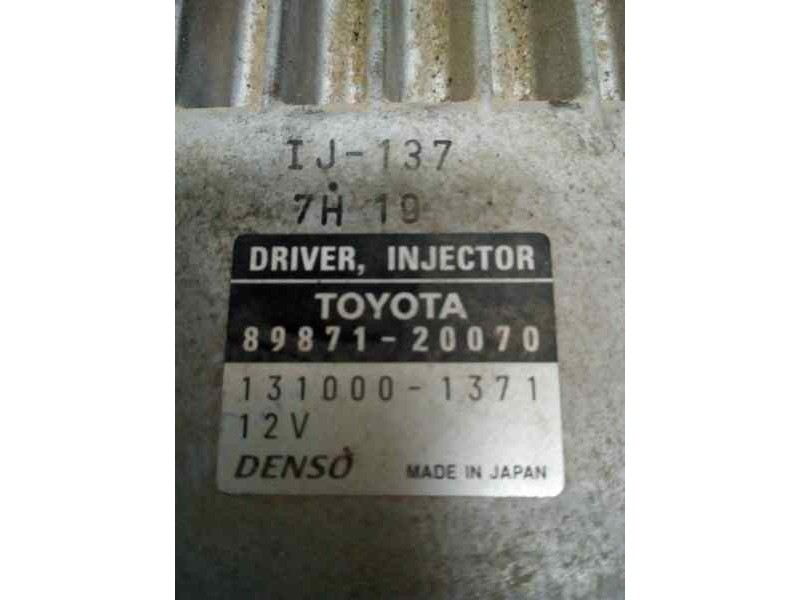 IJ-137
7H 19
DRIVER, INJECTOR
TOYOTA
89871-20070
131000-1371
12V
DENSO
MADE IN JAPAN